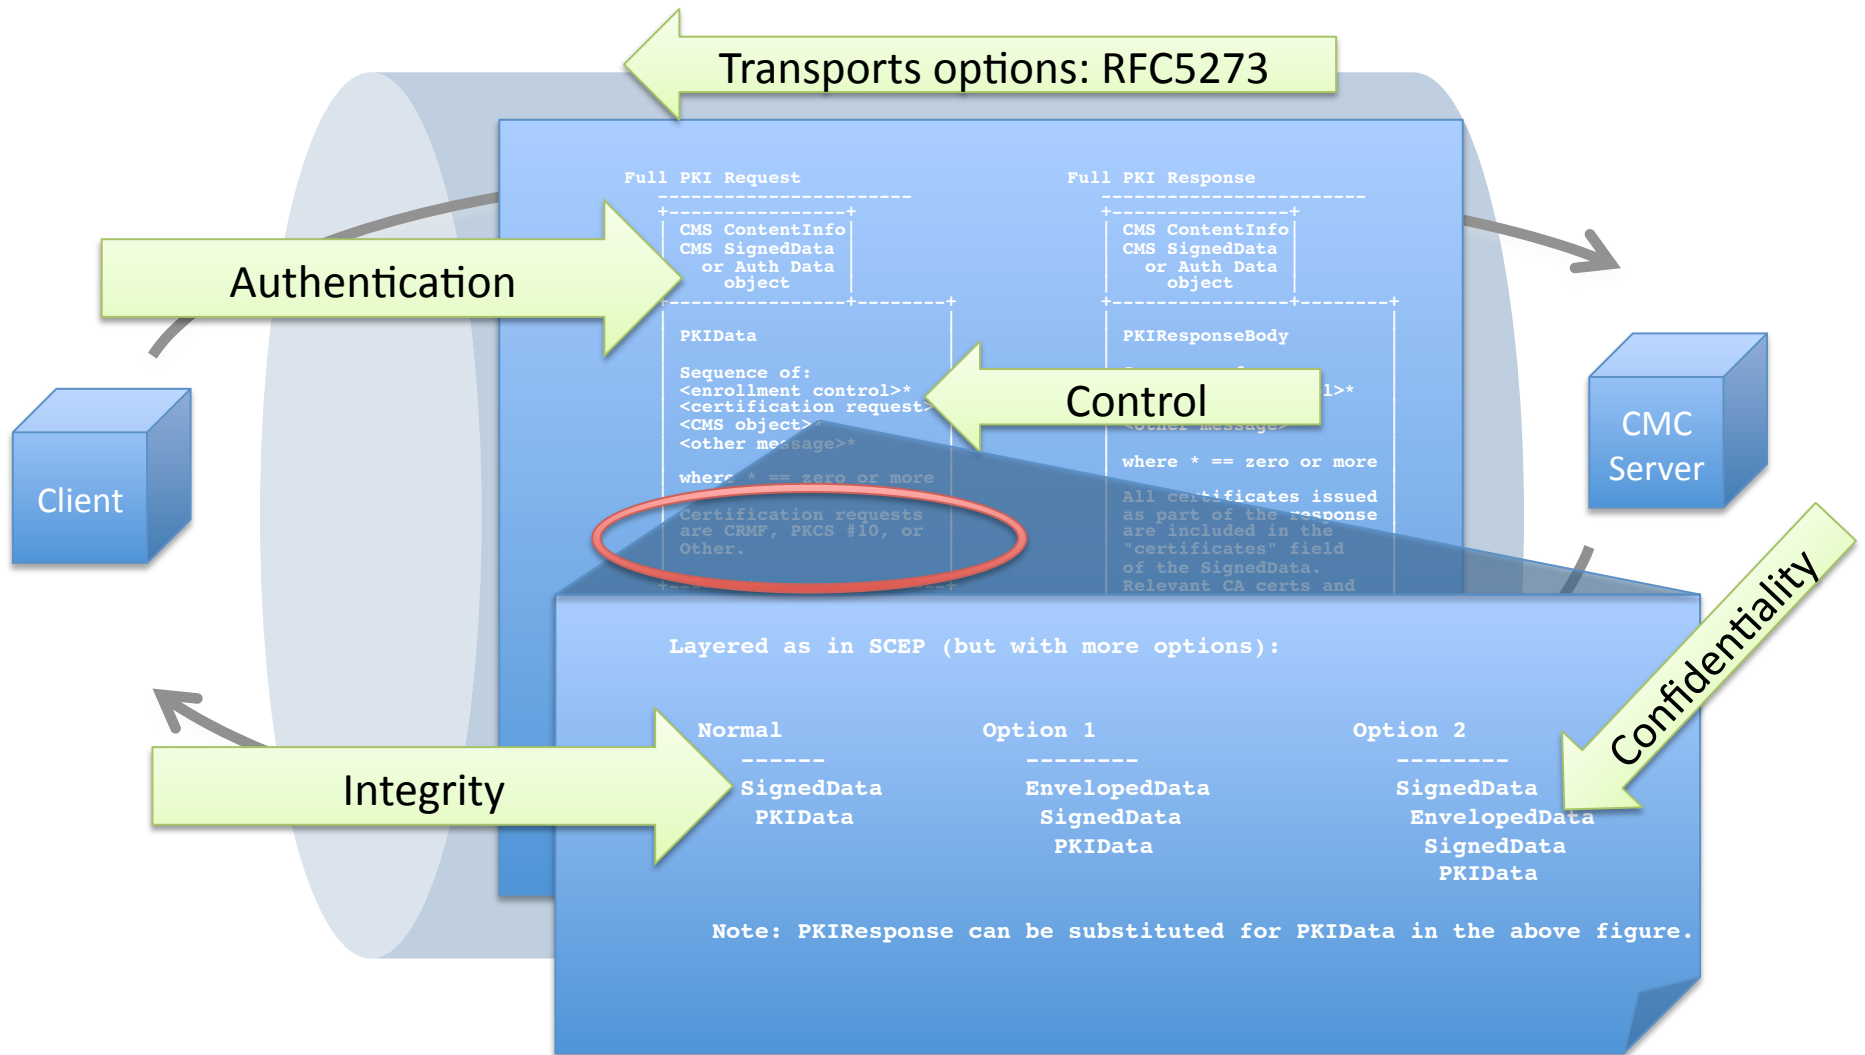 Transports options: RFC5273
Full PKI Request
-----------------------
+----------------+
| CMS ContentInfo|
CMS SignedData |
or Auth Data |
object |
+----------------+--------+
PKIData
Sequence of:
<enrollment control>*
<certification request>
<CMS object>*
<other message>*
where * == zero or more
Certification requests
are CRMF, PKCS #10, or
Other.
Full PKI Response
------------------------
+----------------+
| CMS ContentInfo|
| CMS SignedData |
| or Auth Data |
| object |
+----------------+--------+
PKIResponseBody
l>*
<other message>
where * == zero or more
All certificates issued
as part of the response
are included in the
"certificates" field
of the SignedData.
Relevant CA certs and
Authentication
Control
Client
CMC
Server
Confidentiality
Integrity
Layered as in SCEP (but with more options):
Normal Option 1 Option 2
------ -------- --------
SignedData EnvelopedData SignedData
PKIData SignedData EnvelopedData
PKIData SignedData
PKIData
Note: PKIResponse can be substituted for PKIData in the above figure.